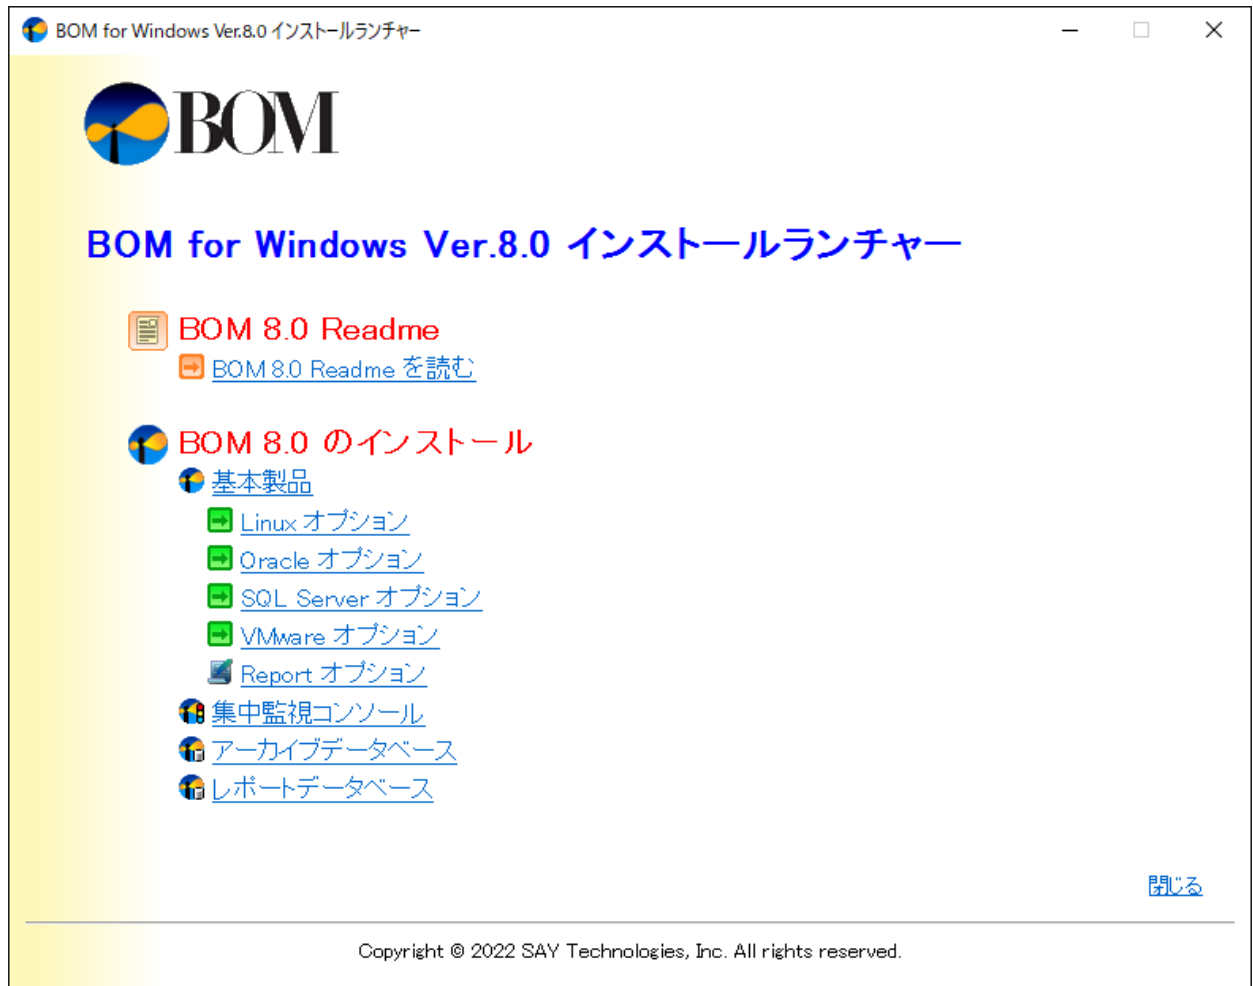 BOM for Windows Ver.8.0 インストールランチャー
BOM
BOM for Windows Ver.8.0 インストールランチャー
BOM 8.0 Readme
BOM 8.0 Readme を読む
BOM 8.0 のインストール
基本製品
Linux オプション
Oracle オプション
SQL Server オプション
VMware オプション
Report オプション
集中監視コンソール
アーカイブデータベース
レポートデータベース
閉じる
Copyright © 2022 SAY Technologies, Inc. All rights reserved.